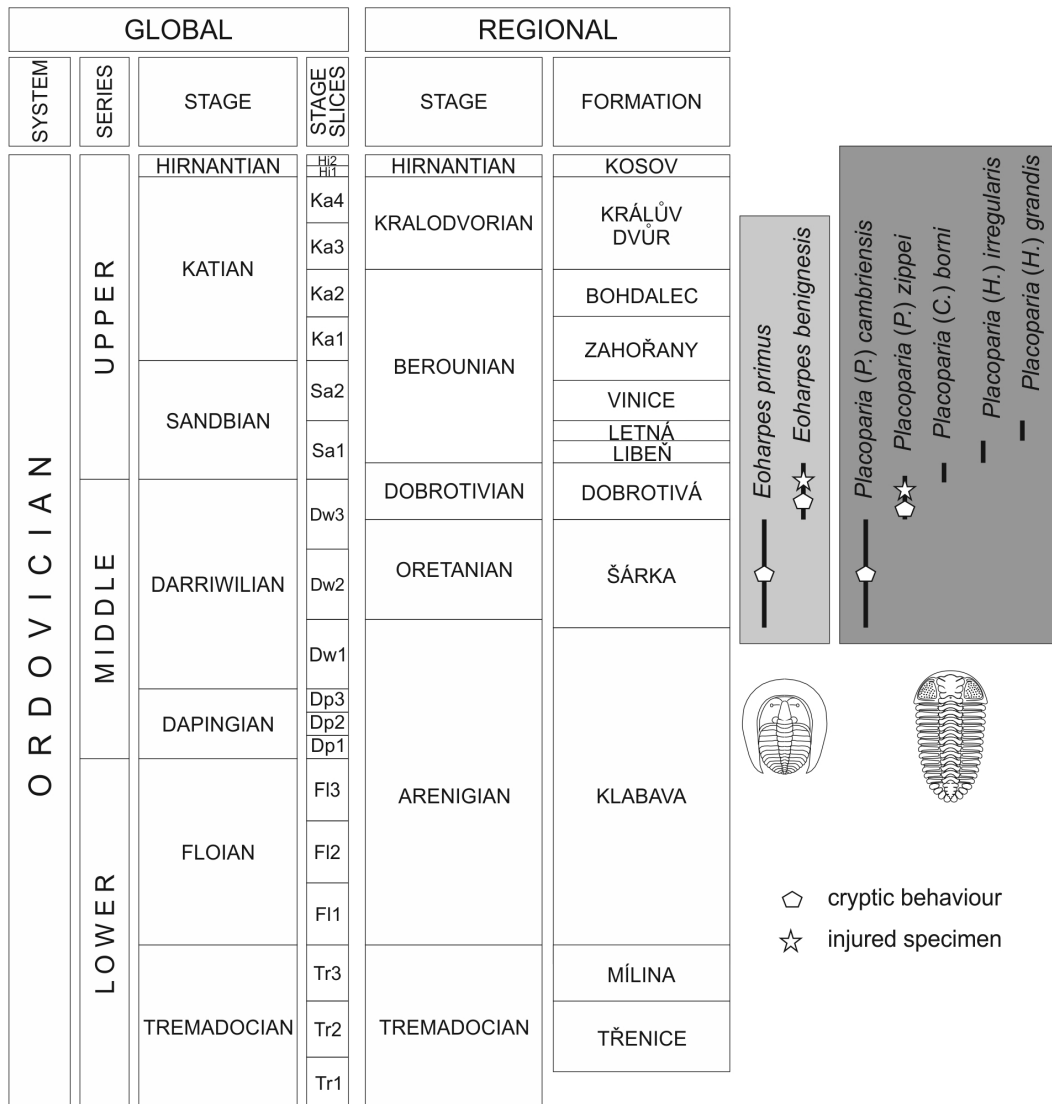 GLOBAL
REGIONAL
SYSTEM
SERIES
STAGE
STAGE
SLICES
STAGE
FORMATION
ORDOVICIAN
UPPER
MIDDLE
LOWER
HIRNANTIAN
KATIAN
SANDBIAN
DARRIWILIAN
DAPINGIAN
FLOIAN
TREMADOCIAN
Hi2
Hi1
Ka4
Ka3
Ka2
Ka1
Sa2
Sa1
Dw3
Dw2
Dw1
Dp3
Dp2
Dp1
Fl3
Fl2
Fl1
Tr3
Tr2
Tr1
HIRNANTIAN
KRALODVORIAN
BEROUNIAN
DOBROTIVIAN
ORETANIAN
ARENIGIAN
TREMADOCIAN
KOSOV
KRÁLŮV
DVŮR
BOHDALEC
ZAHOŘANY
VINICE
LETNÁ
LIBEŇ
DOBROTIVÁ
ŠÁRKA
KLABAVA
MÍLINA
TŘENICE
Eoharpes primus
Eoharpes benignesis
Placoparia (P.) cambriensis
Placoparia (P.) zippei
Placoparia (C.) borni
Placoparia (H.) irregularis
Placoparia (H.) grandis
cryptic behaviour
injured specimen